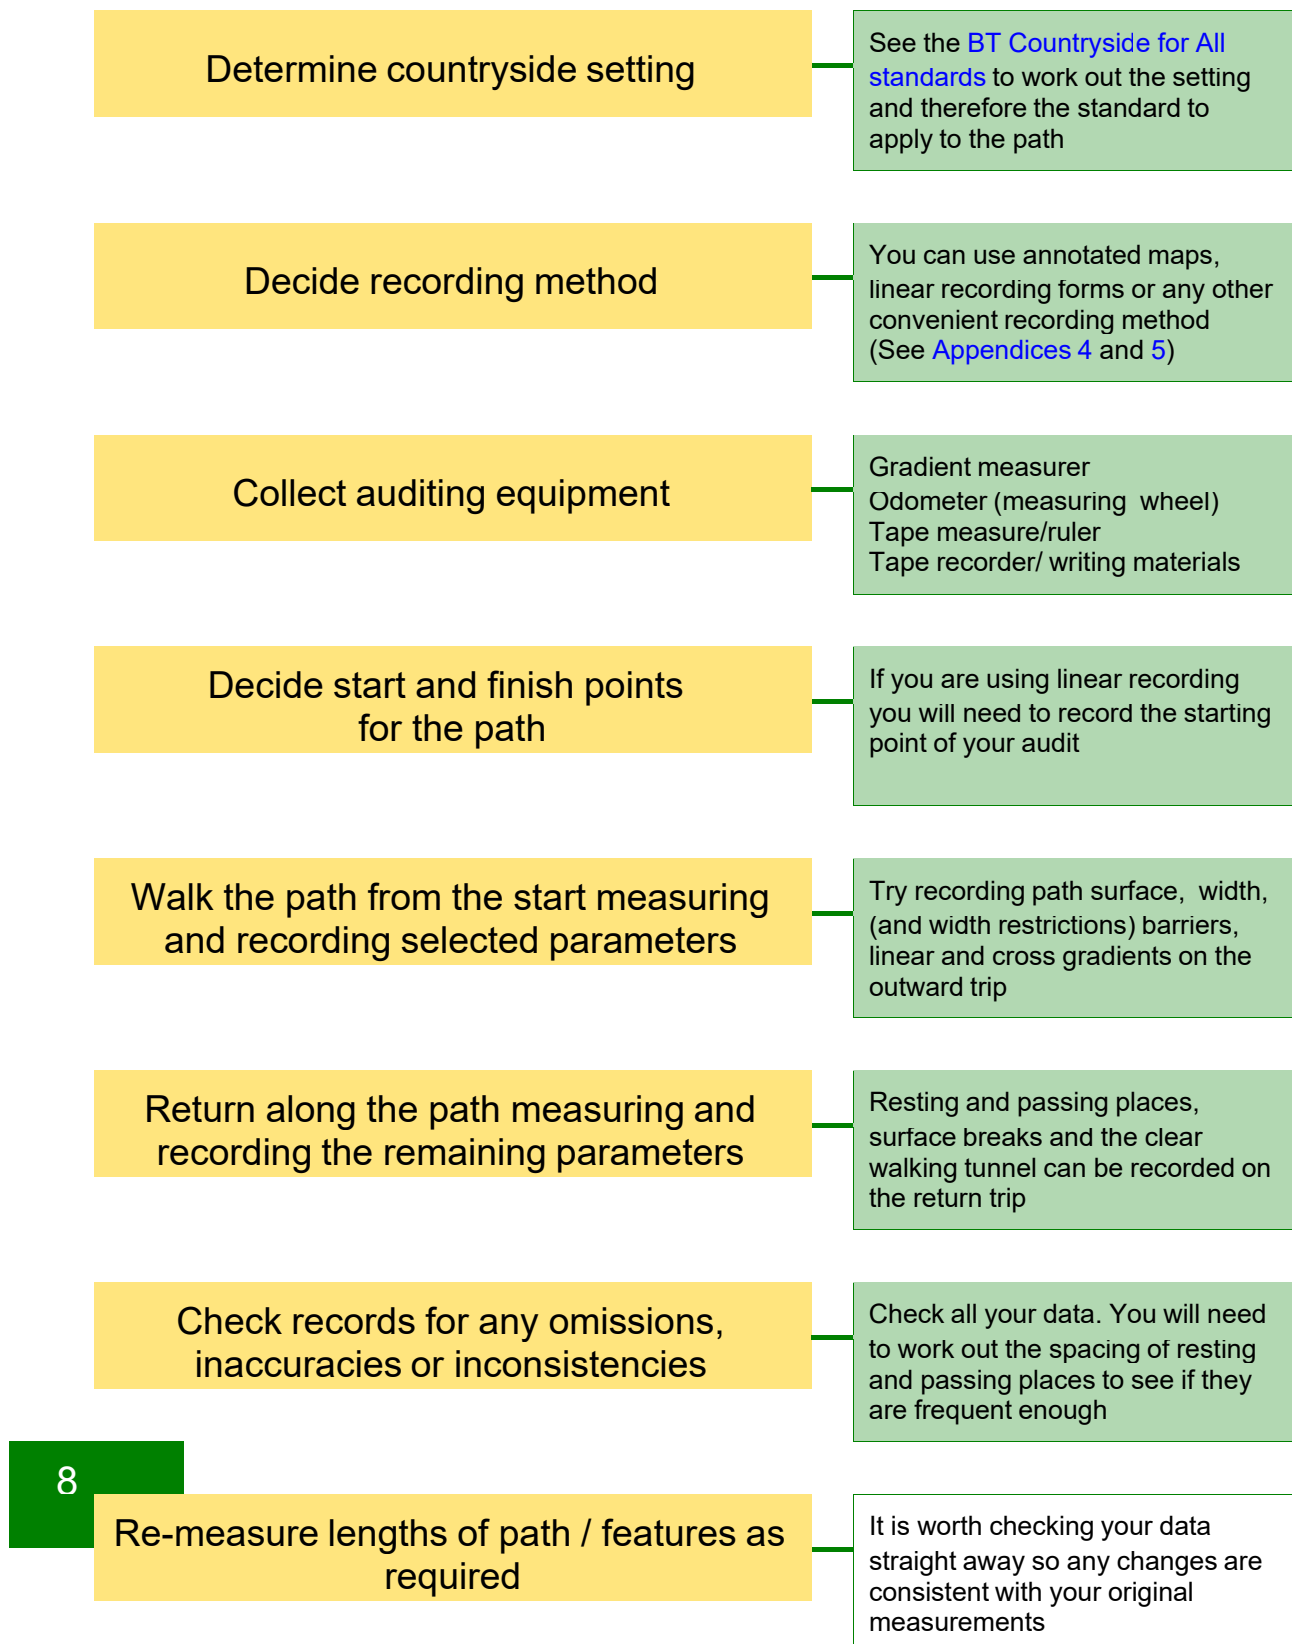 Determine countryside setting
See the BT Countryside for All
standards to work out the setting
and therefore the standard to
apply to the path
Decide recording method
You can use annotated maps,
linear recording forms or any other
convenient recording method
(See Appendices 4 and 5)
Collect auditing equipment
Gradient measurer
Odometer (measuring wheel)
Tape measure/ruler
Tape recorder/ writing materials
Decide start and finish points
for the path
If you are using linear recording
you will need to record the starting
point of your audit
Walk the path from the start measuring
and recording selected parameters
Try recording path surface, width,
(and width restrictions) barriers,
linear and cross gradients on the
outward trip
Return along the path measuring and
recording the remaining parameters
Resting and passing places,
surface breaks and the clear
walking tunnel can be recorded on
the return trip
Check records for any omissions,
inaccuracies or inconsistencies
Check all your data. You will need
to work out the spacing of resting
and passing places to see if they
are frequent enough
8
Re-measure lengths of path / features as
required
It is worth checking your data
straight away so any changes are
consistent with your original
measurements